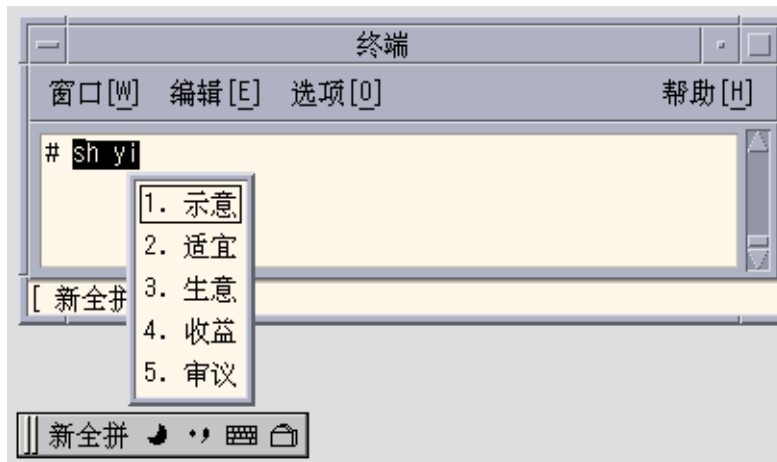 终端
窗口[W] 编辑[E] 选项[O] 帮助[H]
# sh yi
1. 示意
2. 适宜
3. 生意
4. 收益
5. 审议
[ 新全拼
新全拼